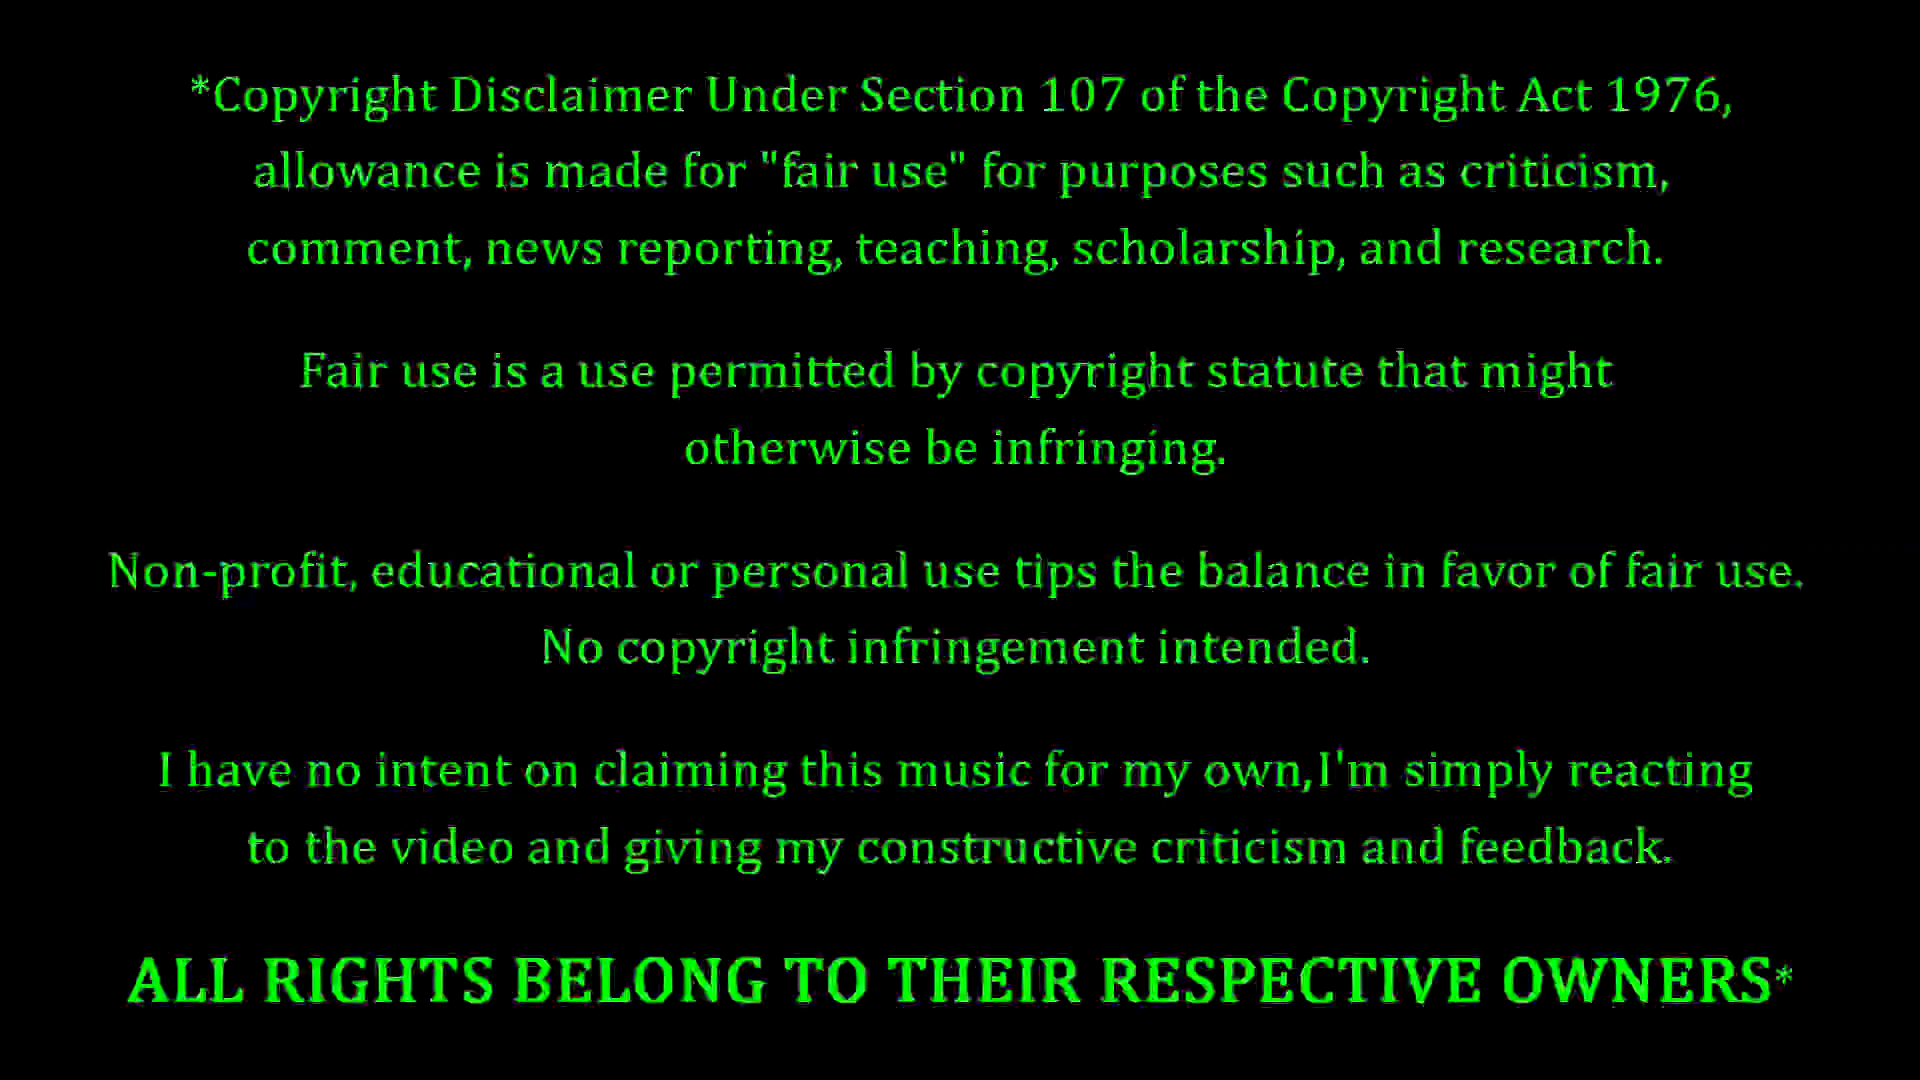 *Copyright Disclaimer Under Section 107 of the Copyright Act 1976,
allowance is made for "fair use" for purposes such as criticism,
comment, news reporting, teaching, scholarship, and research.
Fair use is a use permitted by copyright statute that might
otherwise be infringing.
Non-profit, educational or personal use tips the balance in favor of fair use.
No copyright infringement intended.
I have no intent on claiming this music for my own,I'm simply reacting
to the video and giving my constructive criticism and feedback.
ALL RIGHTS BELONG TO THEIR RESPECTIVE OWNERS*